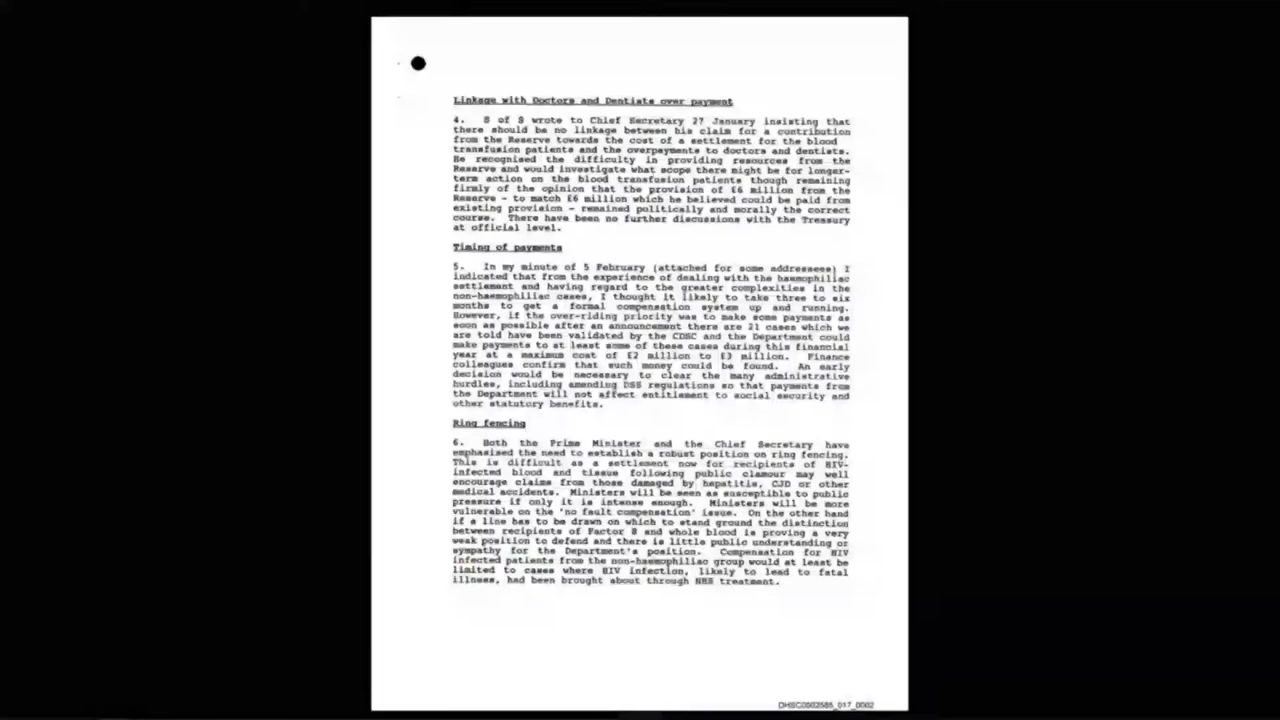 Linkage with Doctors and Dentists over payment
4. S of S wrote to Chief Secretary 27 January insisting that
there should be no linkage between his claim for a contribution
from the Reserve towards the cost of a settlement for the blood
transfusion patients and the overpayments to doctors and dentists.
He recognised the difficulty in providing resources from the
Reserve and would investigate what scope there might be for longer-
term action on the blood transfusion patients though remaining
firmly of the opinion that the provision of £6 million from the
Reserve - to match £6 million which he believed could be paid from
existing provision - remained politically and morally the correct
course. There have been no further discussions with the Treasury
at official level.
Timing of payments
5. In my minute of 5 February (attached for some addressees) I
indicated that from the experience of dealing with the haemophiliac
settlement and having regard to the greater complexities in the
non-haemophiliac cases, I thought it likely to take three to six
months to get a formal compensation system up and running.
However, if the over-riding priority was to make some payments as
soon as possible after an announcement there are 21 cases which we
are told have been validated by the CDSC and the Department could
make payments to at least some of these cases during this financial
year at a maximum cost of £2 million to £3 million. Finance
colleagues confirm that such money could be found. An early
decision would be necessary to clear the many administrative
hurdles, including amending DSS regulations so that payments from
the Department will not affect entitlement to social security and
other statutory benefits.
Ring fencing
6. Both the Prime Minister and the Chief Secretary have
emphasised the need to establish a robust position on ring fencing.
This is difficult as a settlement now for recipients of HIV-
infected blood and tissue following public clamour may well
encourage claims from those damaged by hepatitis, CJD or other
medical accidents. Ministers will be seen as susceptible to public
pressure if only it is intense enough. Ministers will be more
vulnerable on the 'no fault compensation' issue. On the other hand
if a line has to be drawn on which to stand ground the distinction
between recipients of Factor 8 and whole blood is proving a very
weak position to defend and there is little public understanding or
sympathy for the Department's position. Compensation for HIV
infected patients from the non-haemophiliac group would at least be
limited to cases where HIV infection, likely to lead to fatal
illness, had been brought about through NHS treatment.
DHSC0002585_017_0002